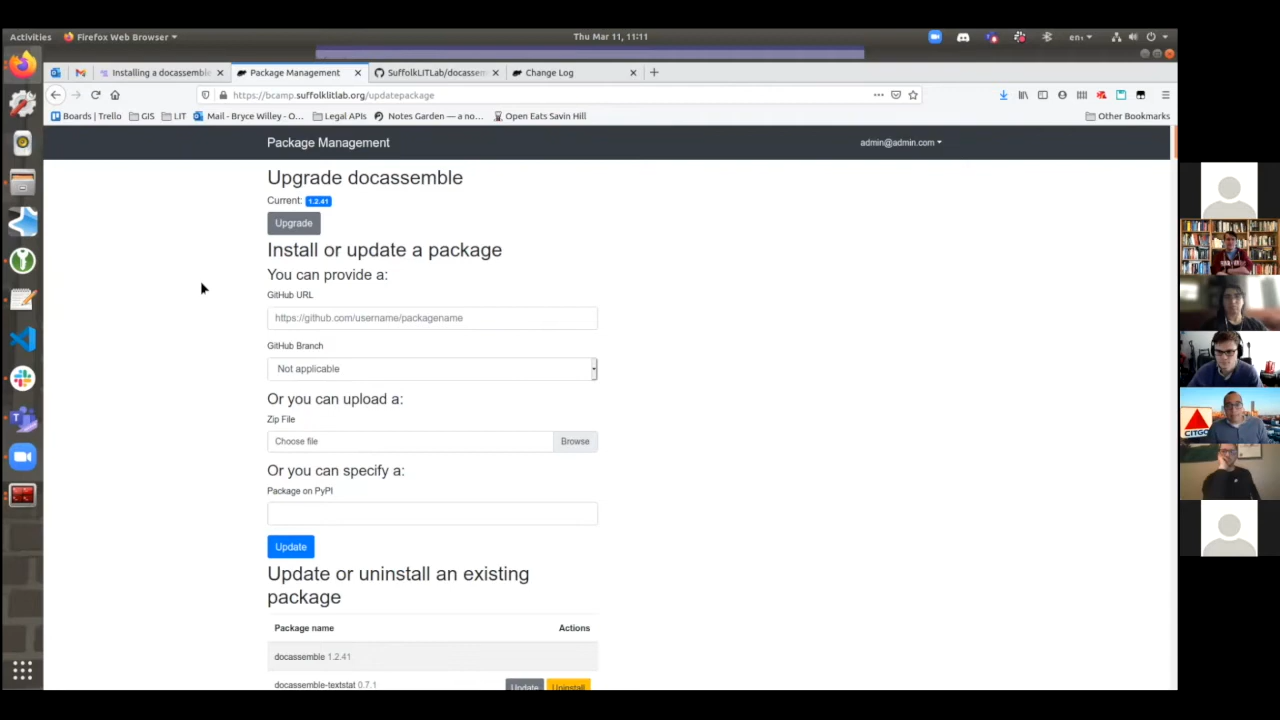 Activities
Firefox Web Browser
Thu Mar 11, 11:11
en₁
Installing a docassemble
Package Management
SuffolkLITLab/docassem
Change Log
https://bcamp.suffolklitlab.org/updatepackage
Boards | Trello
GIS
LIT
Mail - Bryce Willey - O...
Legal APIs
Notes Garden — a no...
Open Eats Savin Hill
Other Bookmarks
Package Management
admin@admin.com
Upgrade docassemble
Current: 1.2.41
Upgrade
Install or update a package
You can provide a:
GitHub URL
https://github.com/username/packagename
GitHub Branch
Not applicable
Or you can upload a:
Zip File
Choose file
Browse
Or you can specify a:
Package on PyPI
Update
Update or uninstall an existing
package
Package name
Actions
docassemble 1.2.41
docassemble-textstat 0.7.1
Update
Uninstall
CITGO